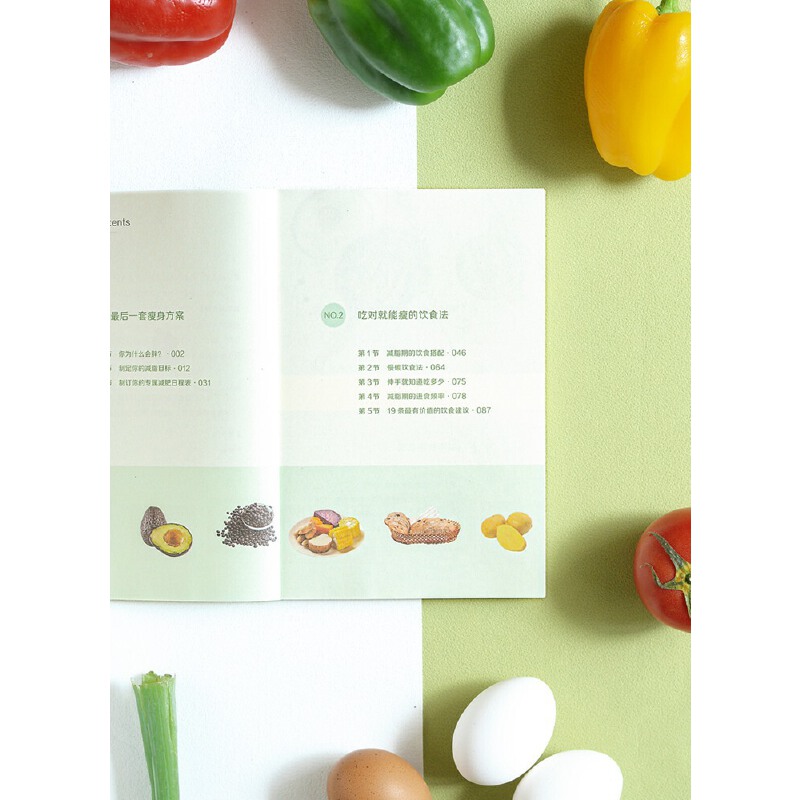 tents
最后一套瘦身方案
你为什么会胖？·002
制定你的减脂目标·012
制订你的专属减肥日程表·031
NO.2 吃对就能瘦的饮食法
第1节 减脂期的饮食搭配·046
第2节 低碳饮食法·064
第3节 伸手就知道吃多少·075
第4节 减脂期的进食频率·078
第5节 19条最有价值的饮食建议·087